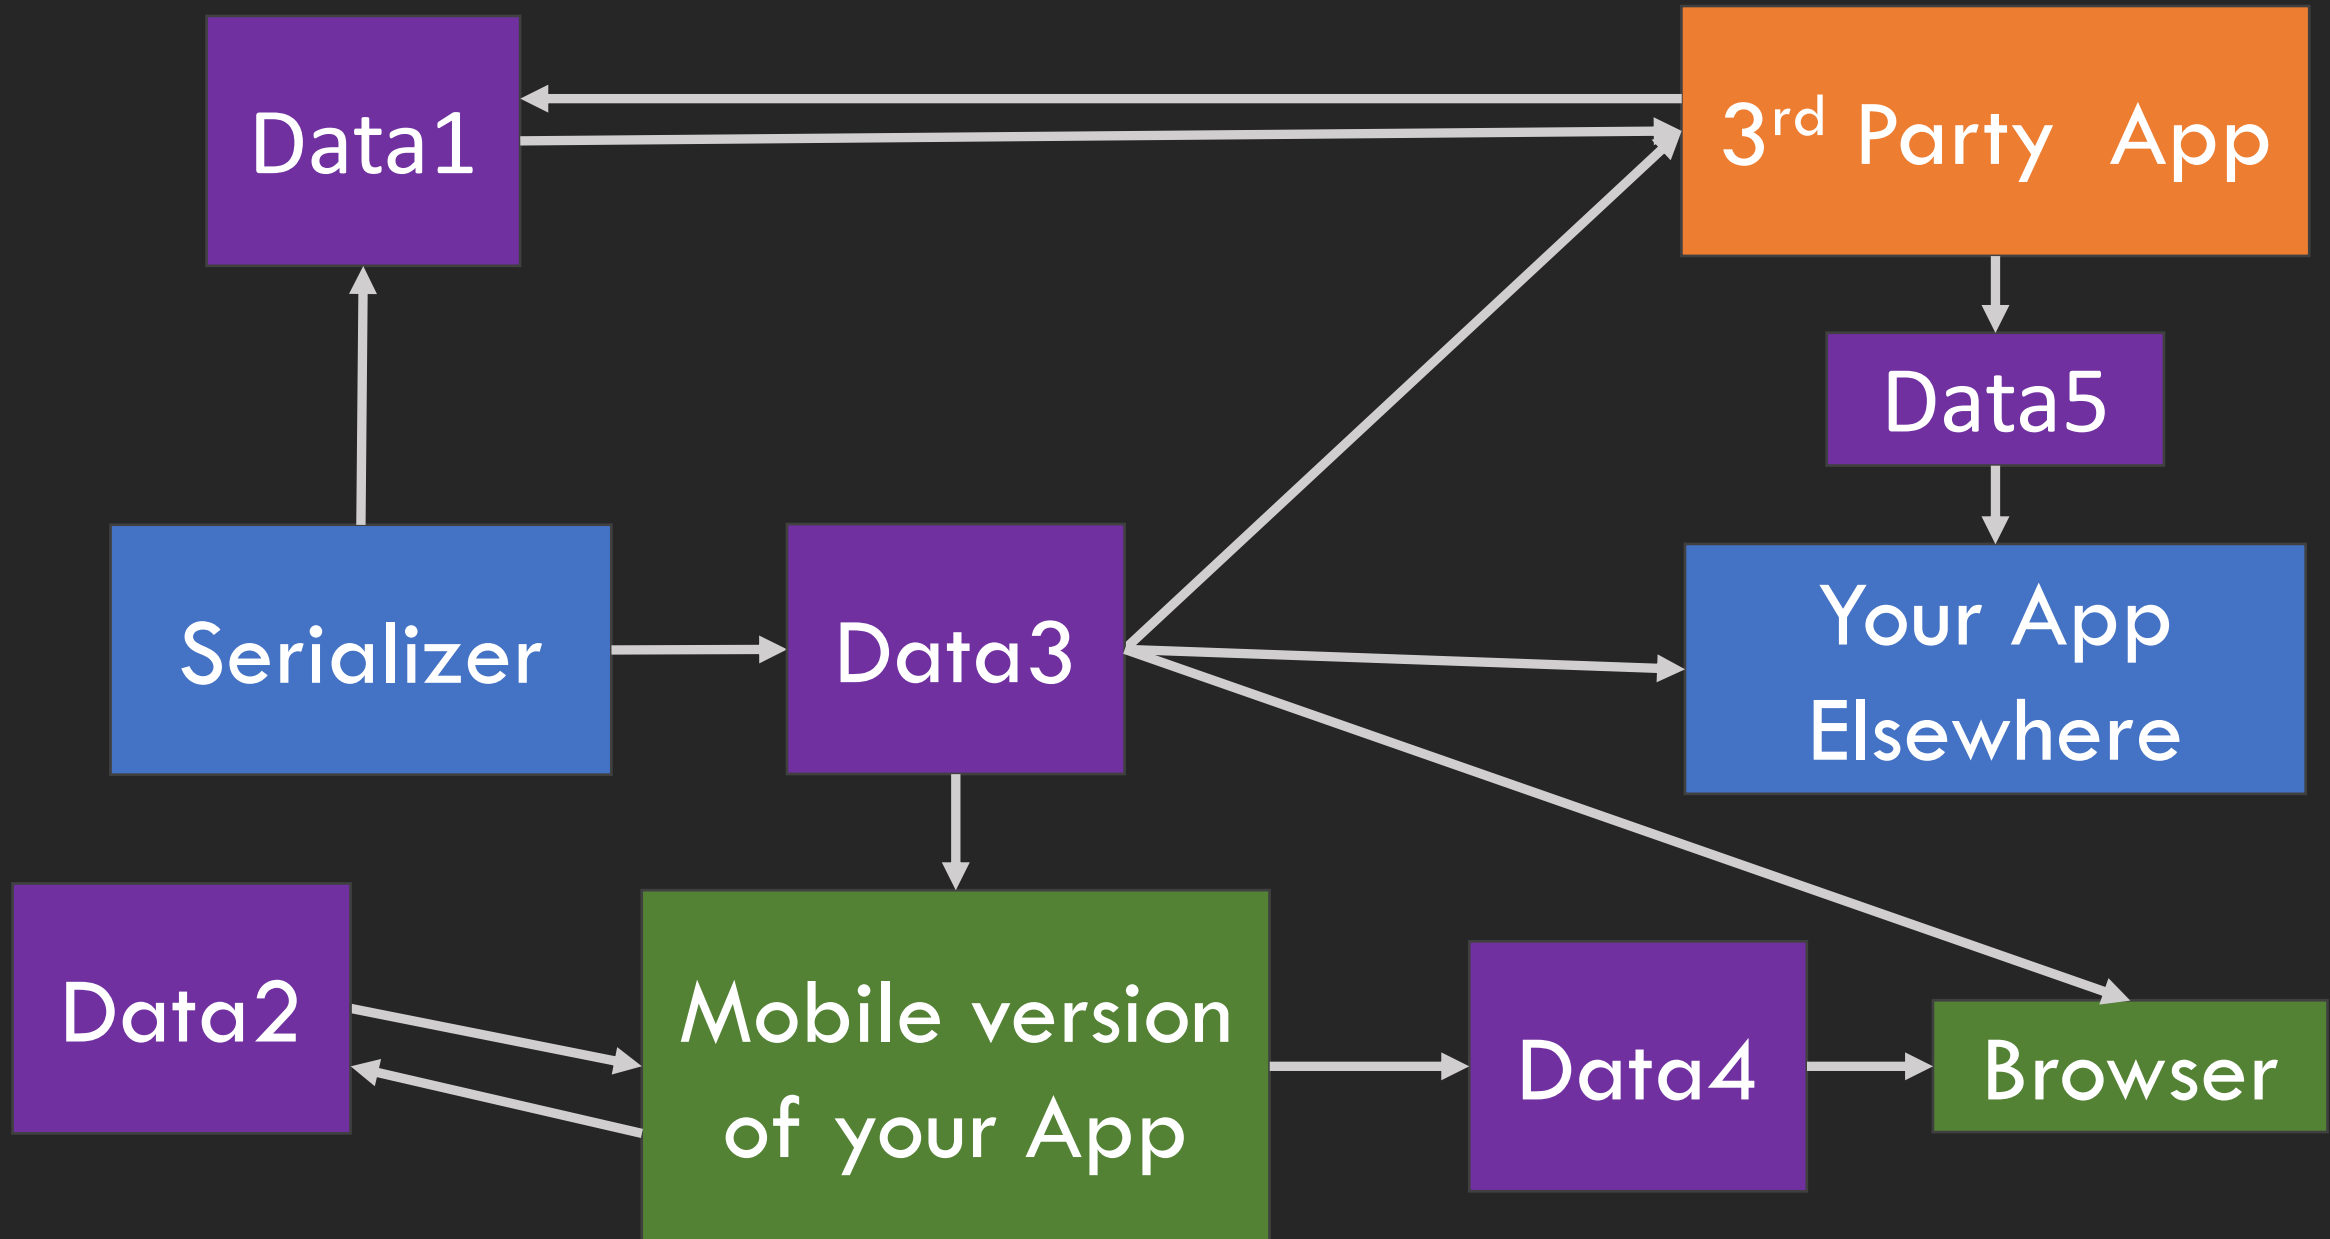 Data1
3rd Party App
Data5
Serializer
Data3
Your App
Elsewhere
Data2
Mobile version
of your App
Data4
Browser